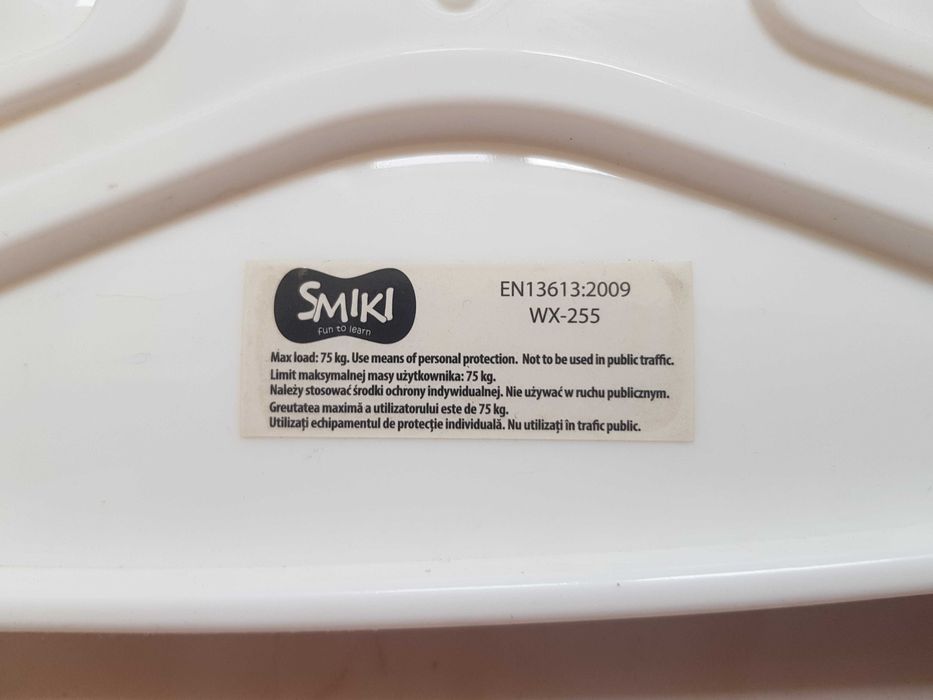 SMIKI
fun to learn
EN13613:2009
WX-255
Max load: 75 kg. Use means of personal protection. Not to be used in public traffic.
Limit maksymalnej masy użytkownika: 75 kg.
Należy stosować środki ochrony indywidualnej. Nie używać w ruchu publicznym.
Greutatea maximă a utilizatorului este de 75 kg.
Utilizați echipamentul de protecție individuală. Nu utilizați în trafic public.